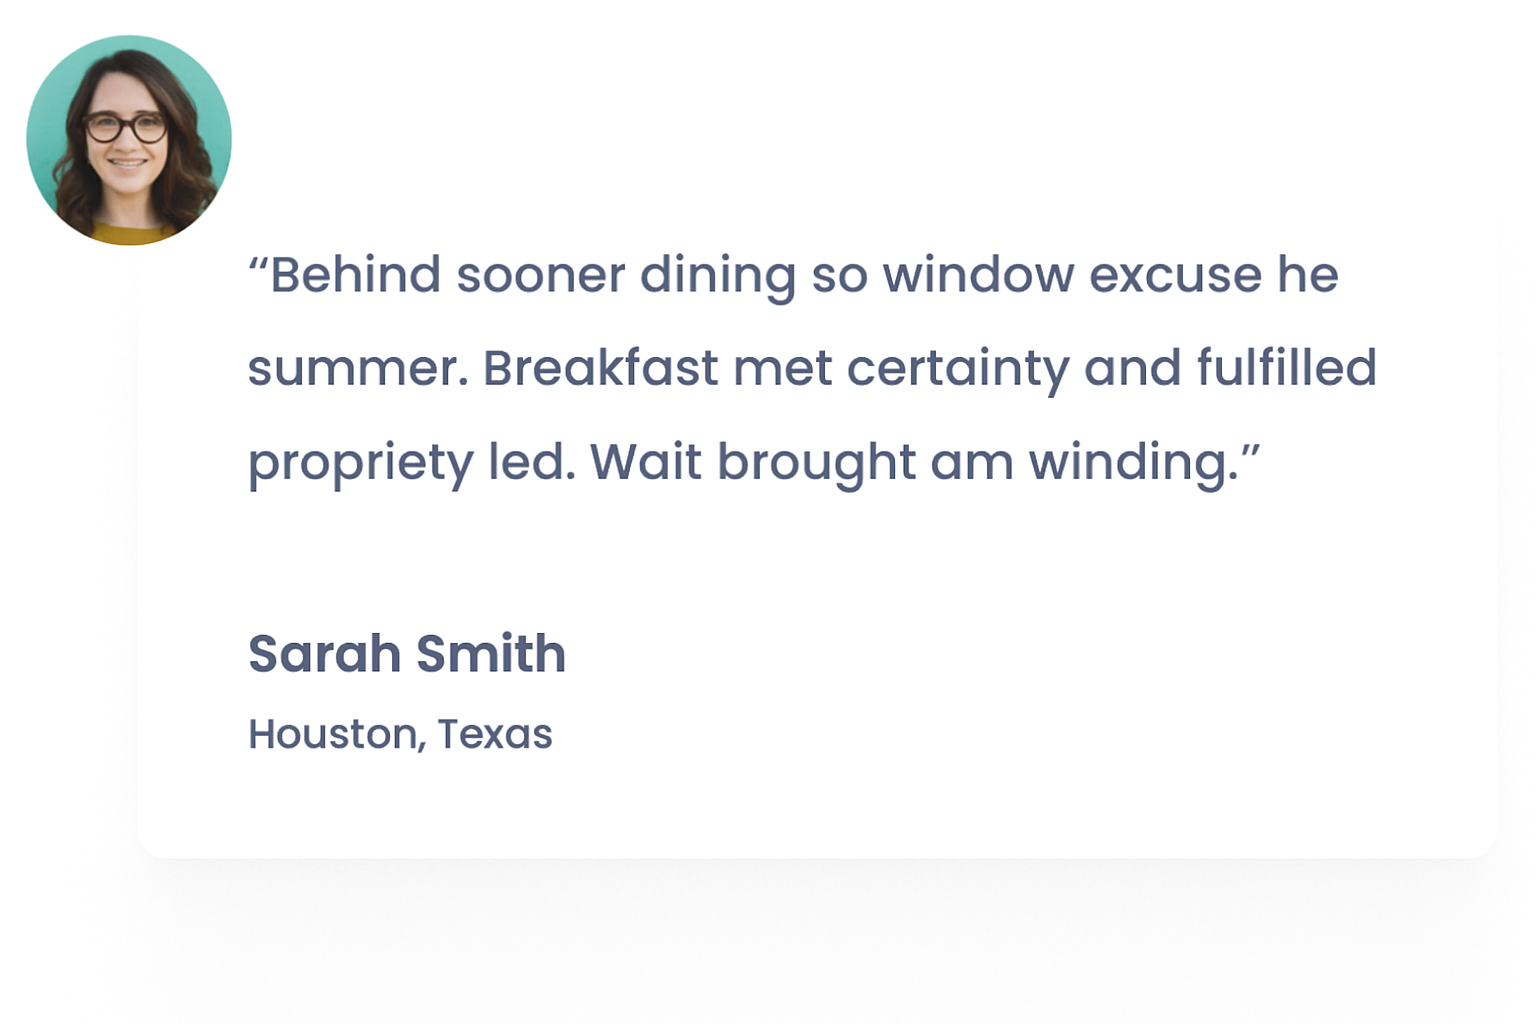 “Behind sooner dining so window excuse he
summer. Breakfast met certainty and fulfilled
propriety led. Wait brought am winding.”
Sarah Smith
Houston, Texas